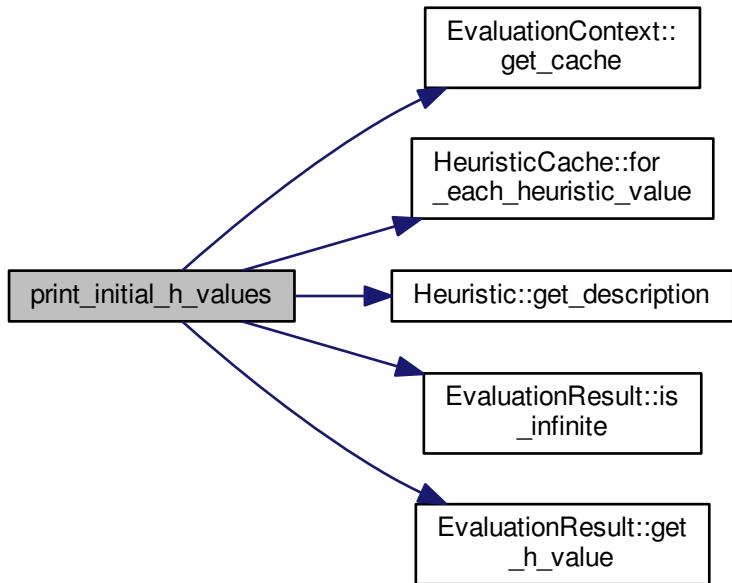 EvaluationContext::
get_cache
HeuristicCache::for
_each_heuristic_value
print_initial_h_values
Heuristic::get_description
EvaluationResult::is
_infinite
EvaluationResult::get
_h_value